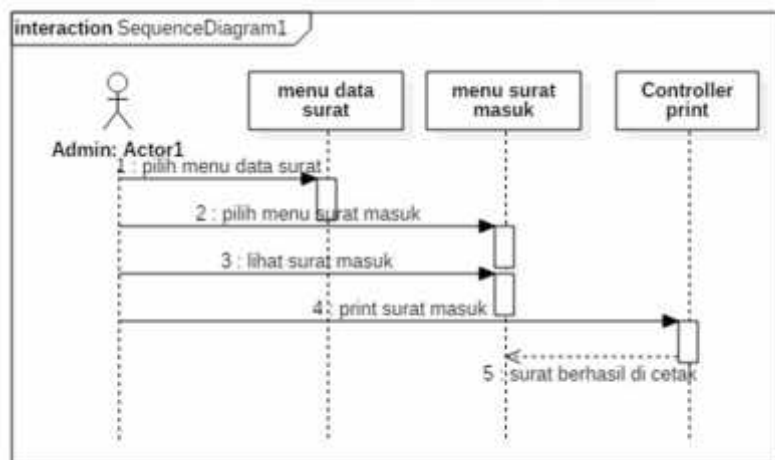 interaction SequenceDiagram1
menu data
surat
menu surat
masuk
Controller
print
Admin: Actor1
1 : pilih menu data surat
2 : pilih menu surat masuk
3 : lihat surat masuk
4 : print surat masuk
5 : surat berhasil di cetak